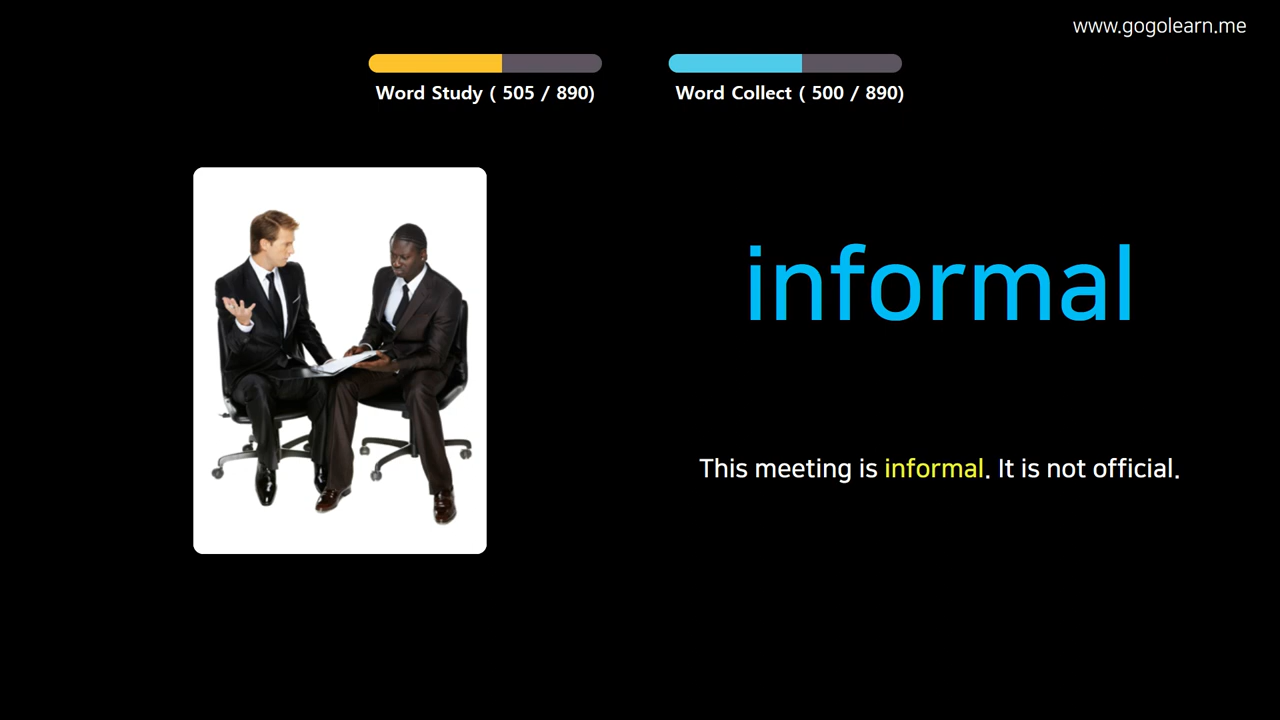 www.gogolearn.me
Word Study ( 505 / 890)
Word Collect ( 500 / 890)
informal
This meeting is informal. It is not official.